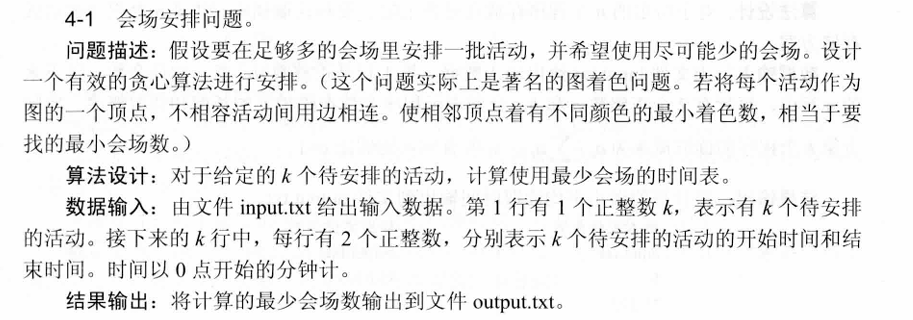 4-1 会场安排问题。
问题描述：假设要在足够多的会场里安排一批活动，并希望使用尽可能少的会场。设计
一个有效的贪心算法进行安排。（这个问题实际上是著名的图着色问题。若将每个活动作为
图的一个顶点，不相容活动间用边相连。使相邻顶点着有不同颜色的最小着色数，相当于要
找的最小会场数。）
算法设计：对于给定的 k 个待安排的活动，计算使用最少会场的时间表。
数据输入：由文件 input.txt 给出输入数据。第 1 行有 1 个正整数 k，表示有 k 个待安排
的活动。接下来的 k 行中，每行有 2 个正整数，分别表示 k 个待安排的活动的开始时间和结
束时间。时间以 0 点开始的分钟计。
结果输出：将计算的最少会场数输出到文件 output.txt。